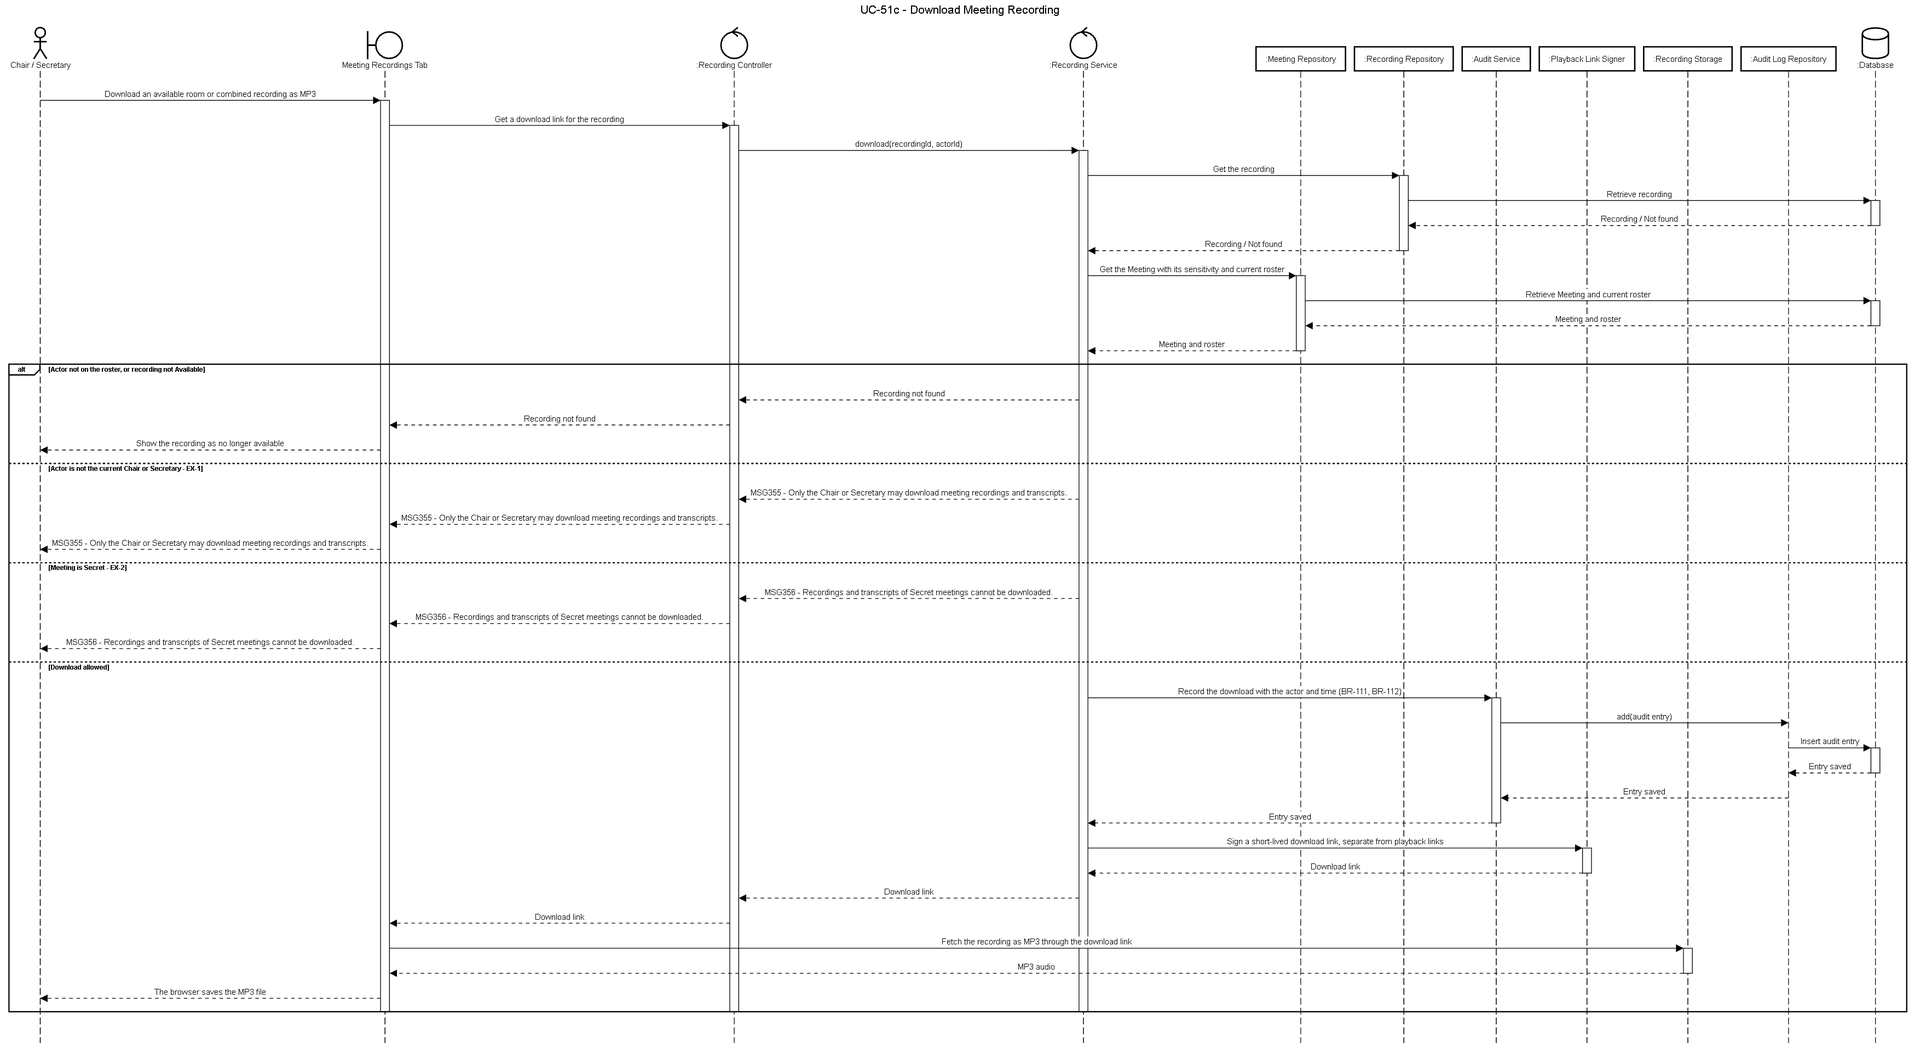 UC-51c - Download Meeting Recording
Chair / Secretary
Meeting Recordings Tab
:Recording Controller
:Recording Service
:Meeting Repository
:Recording Repository
:Audit Service
:Playback Link Signer
:Recording Storage
:Audit Log Repository
:Database
Download an available room or combined recording as MP3
Get a download link for the recording
download(recordingId, actorId)
Get the recording
Retrieve recording
Recording / Not found
Recording / Not found
Get the Meeting with its sensitivity and current roster
Retrieve Meeting and current roster
Meeting and roster
Meeting and roster
alt
[Actor not on the roster, or recording not Available]
Recording not found
Recording not found
Show the recording as no longer available
[Actor is not the current Chair or Secretary - EX-1]
MSG355 - Only the Chair or Secretary may download meeting recordings and transcripts.
MSG355 - Only the Chair or Secretary may download meeting recordings and transcripts.
MSG355 - Only the Chair or Secretary may download meeting recordings and transcripts.
[Meeting is Secret - EX-2]
MSG356 - Recordings and transcripts of Secret meetings cannot be downloaded.
MSG356 - Recordings and transcripts of Secret meetings cannot be downloaded.
MSG356 - Recordings and transcripts of Secret meetings cannot be downloaded.
[Download allowed]
Record the download with the actor and time (BR-111, BR-112)
add(audit entry)
Insert audit entry
Entry saved
Entry saved
Entry saved
Sign a short-lived download link, separate from playback links
Download link
Download link
Download link
Fetch the recording as MP3 through the download link
MP3 audio
The browser saves the MP3 file